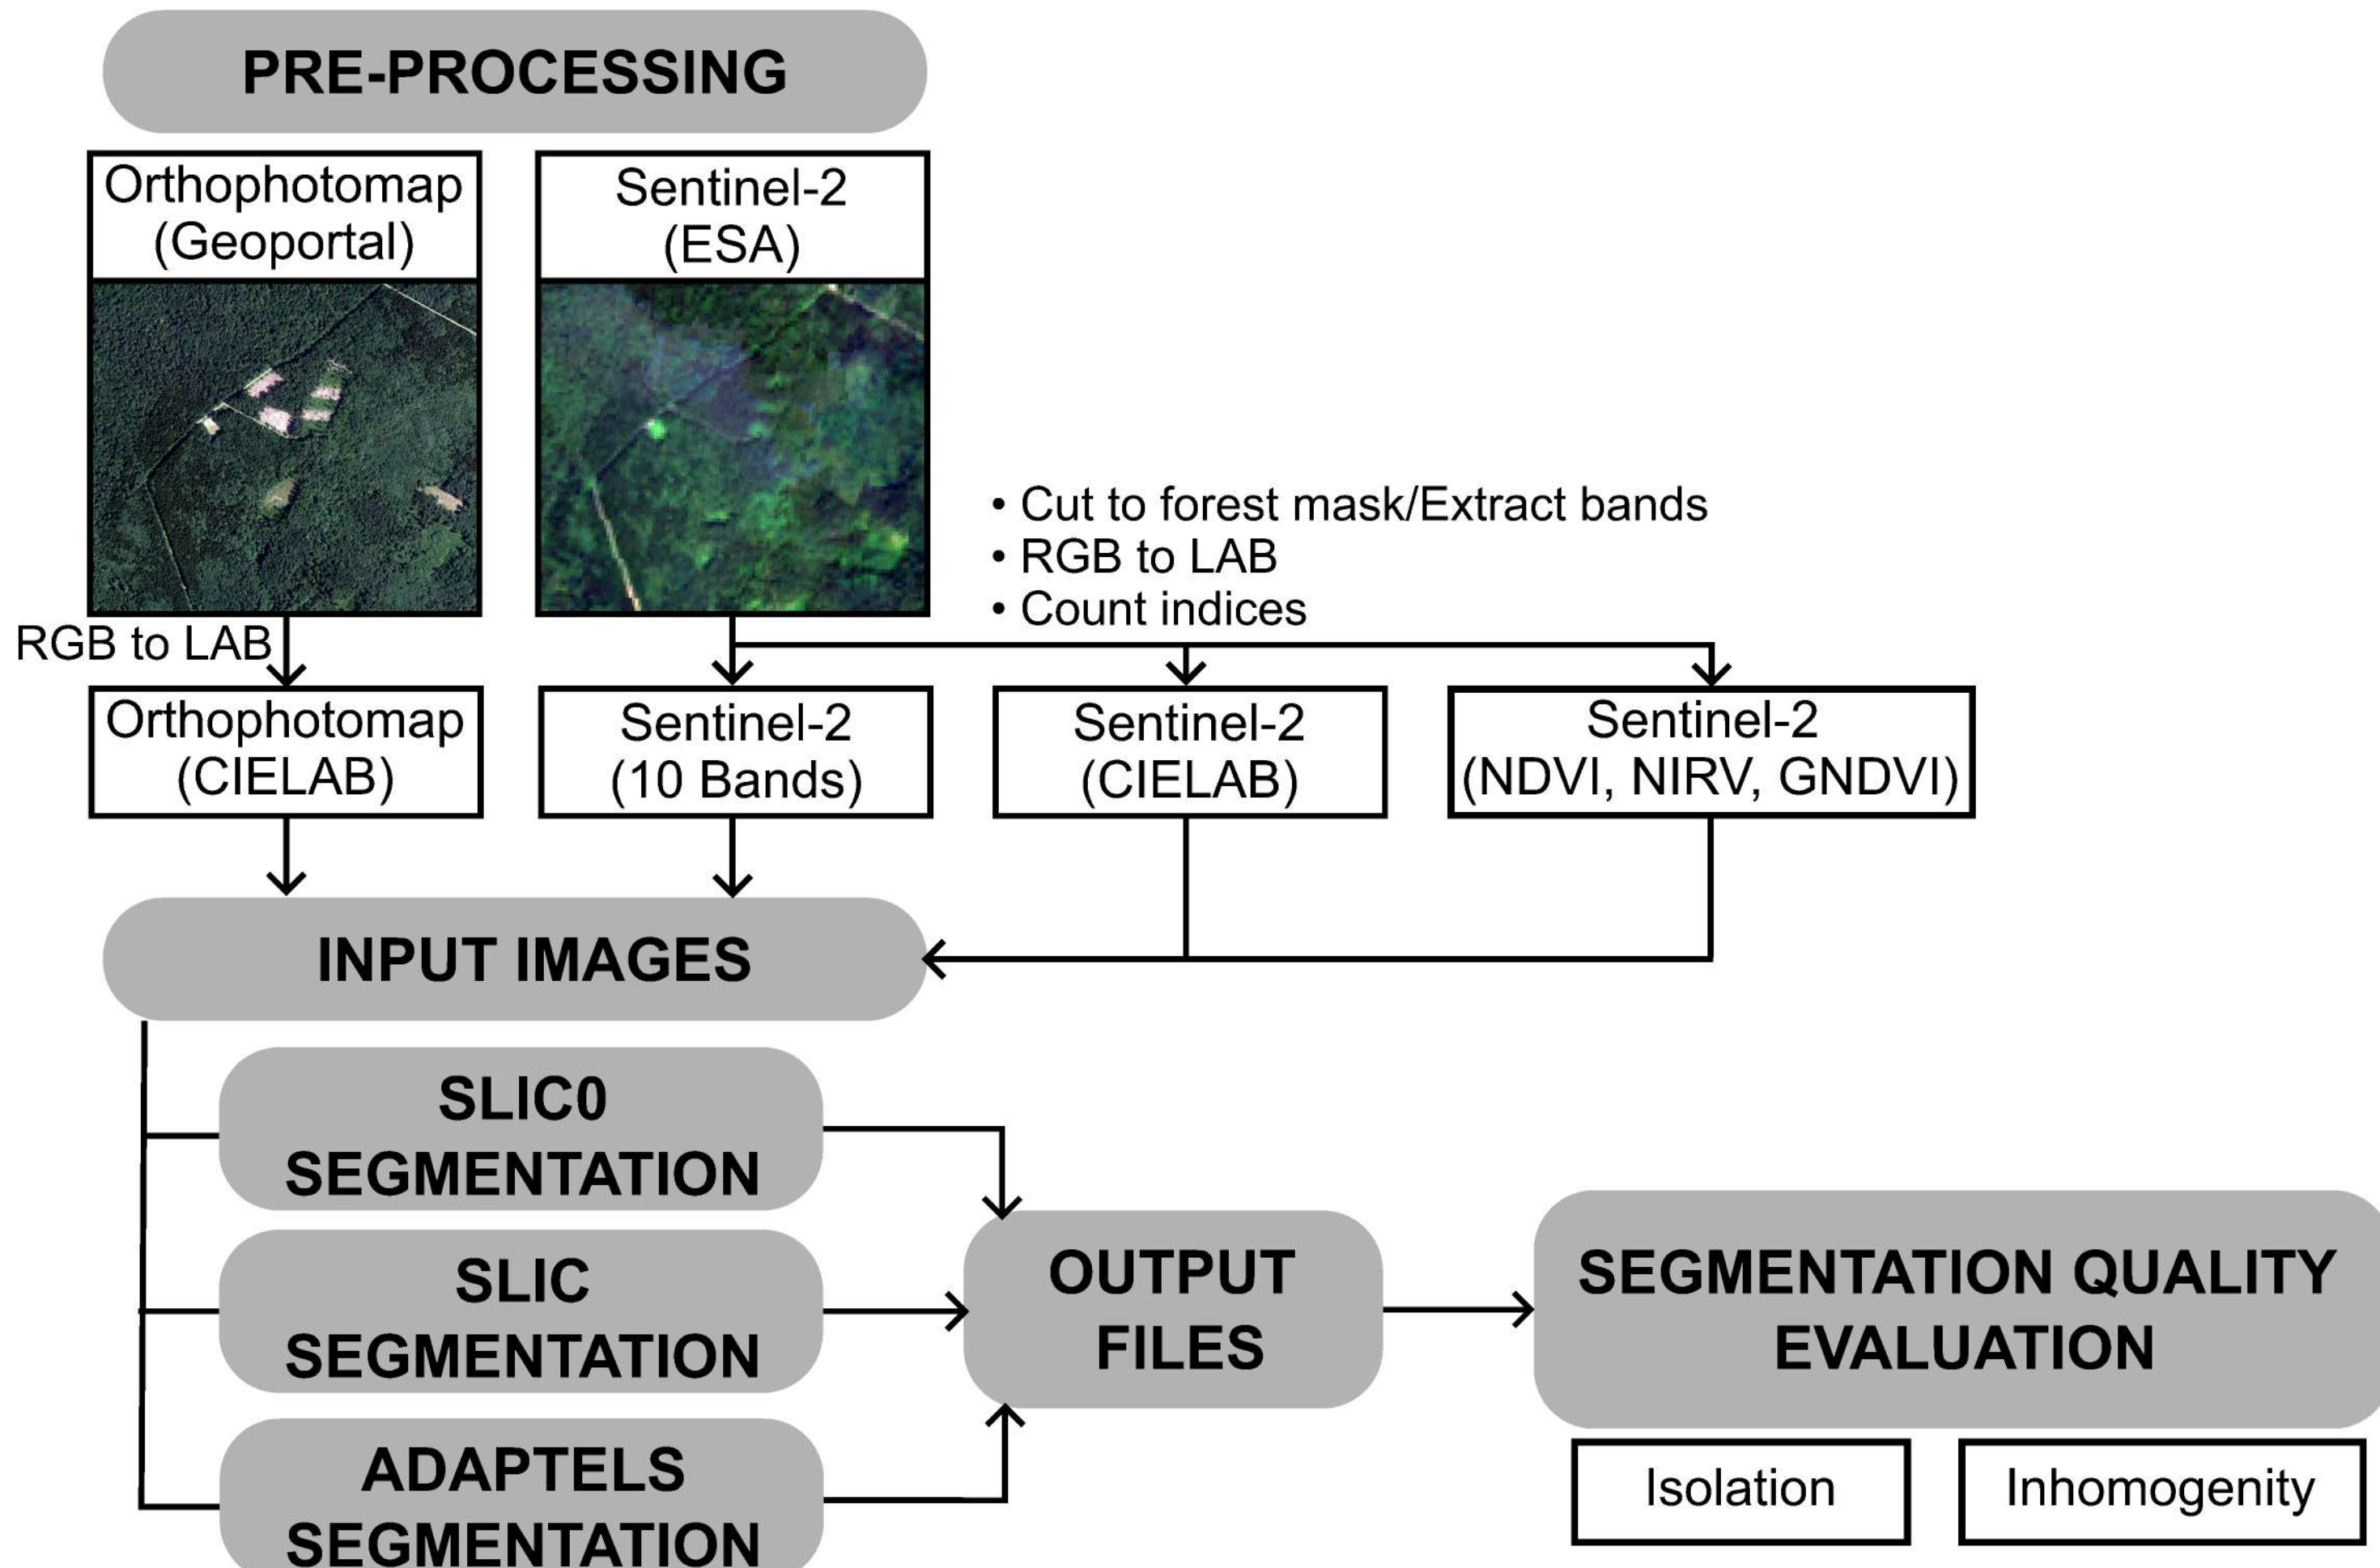 PRE-PROCESSING
Orthophotomap
(Geoportal)
Sentinel-2
(ESA)
• Cut to forest mask/Extract bands
• RGB to LAB
• Count indices
RGB to LAB
Orthophotomap
(CIELAB)
Sentinel-2
(10 Bands)
Sentinel-2
(CIELAB)
Sentinel-2
(NDVI, NIRV, GNDVI)
INPUT IMAGES
SLIC0
SEGMENTATION
SLIC
SEGMENTATION
ADAPTELS
SEGMENTATION
OUTPUT
FILES
SEGMENTATION QUALITY
EVALUATION
Isolation
Inhomogenity